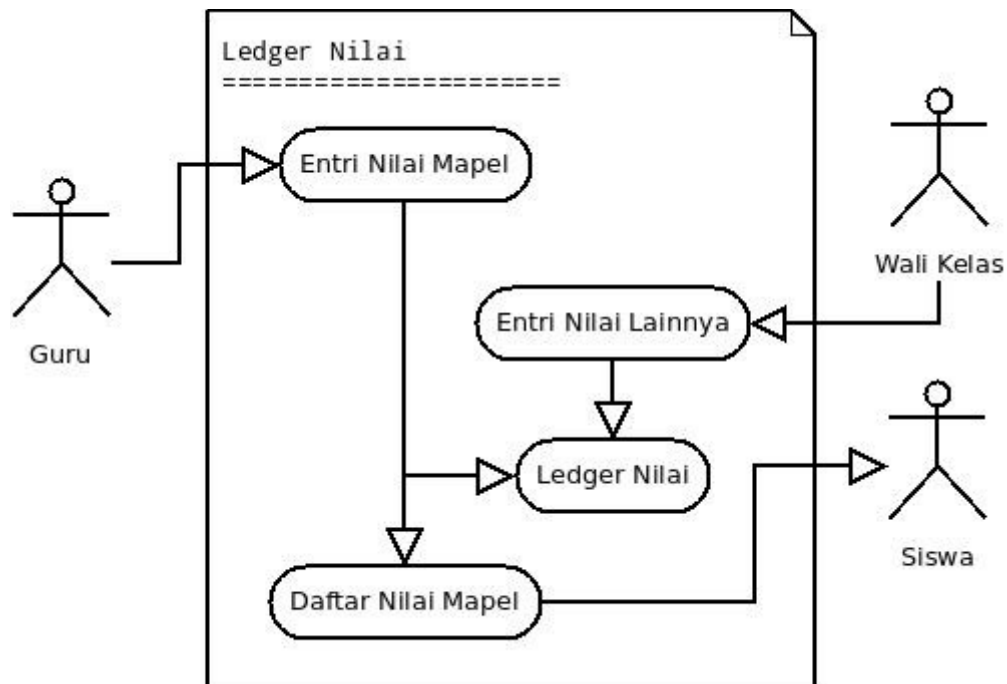 Ledger Nilai
======================
Entri Nilai Mapel
Guru
Wali Kelas
Entri Nilai Lainnya
Ledger Nilai
Siswa
Daftar Nilai Mapel